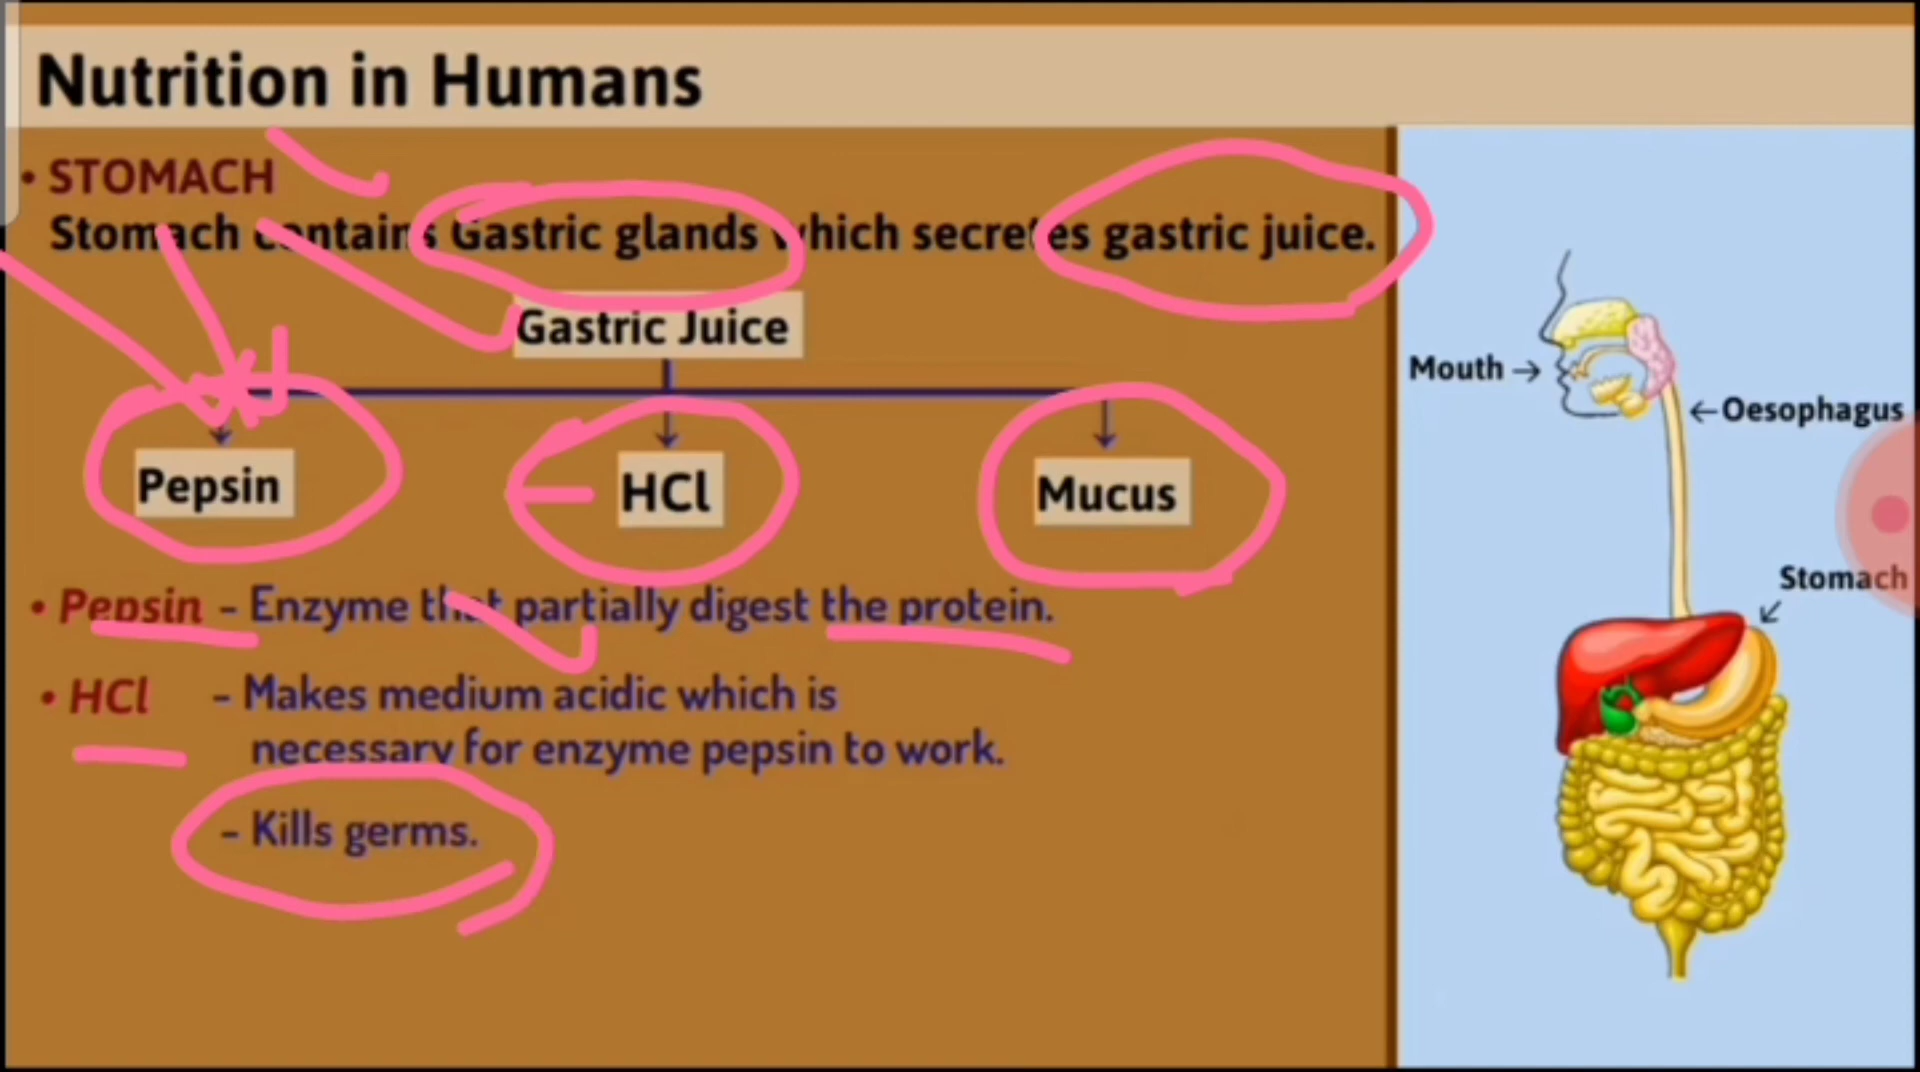 Nutrition in Humans
• STOMACH
Stomach contains Gastric glands which secretes gastric juice.
Gastric Juice
Pepsin
HCl
Mucus
• Pepsin – Enzyme that partially digest the protein.
• HCl – Makes medium acidic which is
necessary for enzyme pepsin to work.
– Kills germs.
Mouth →
←Oesophagus
Stomach